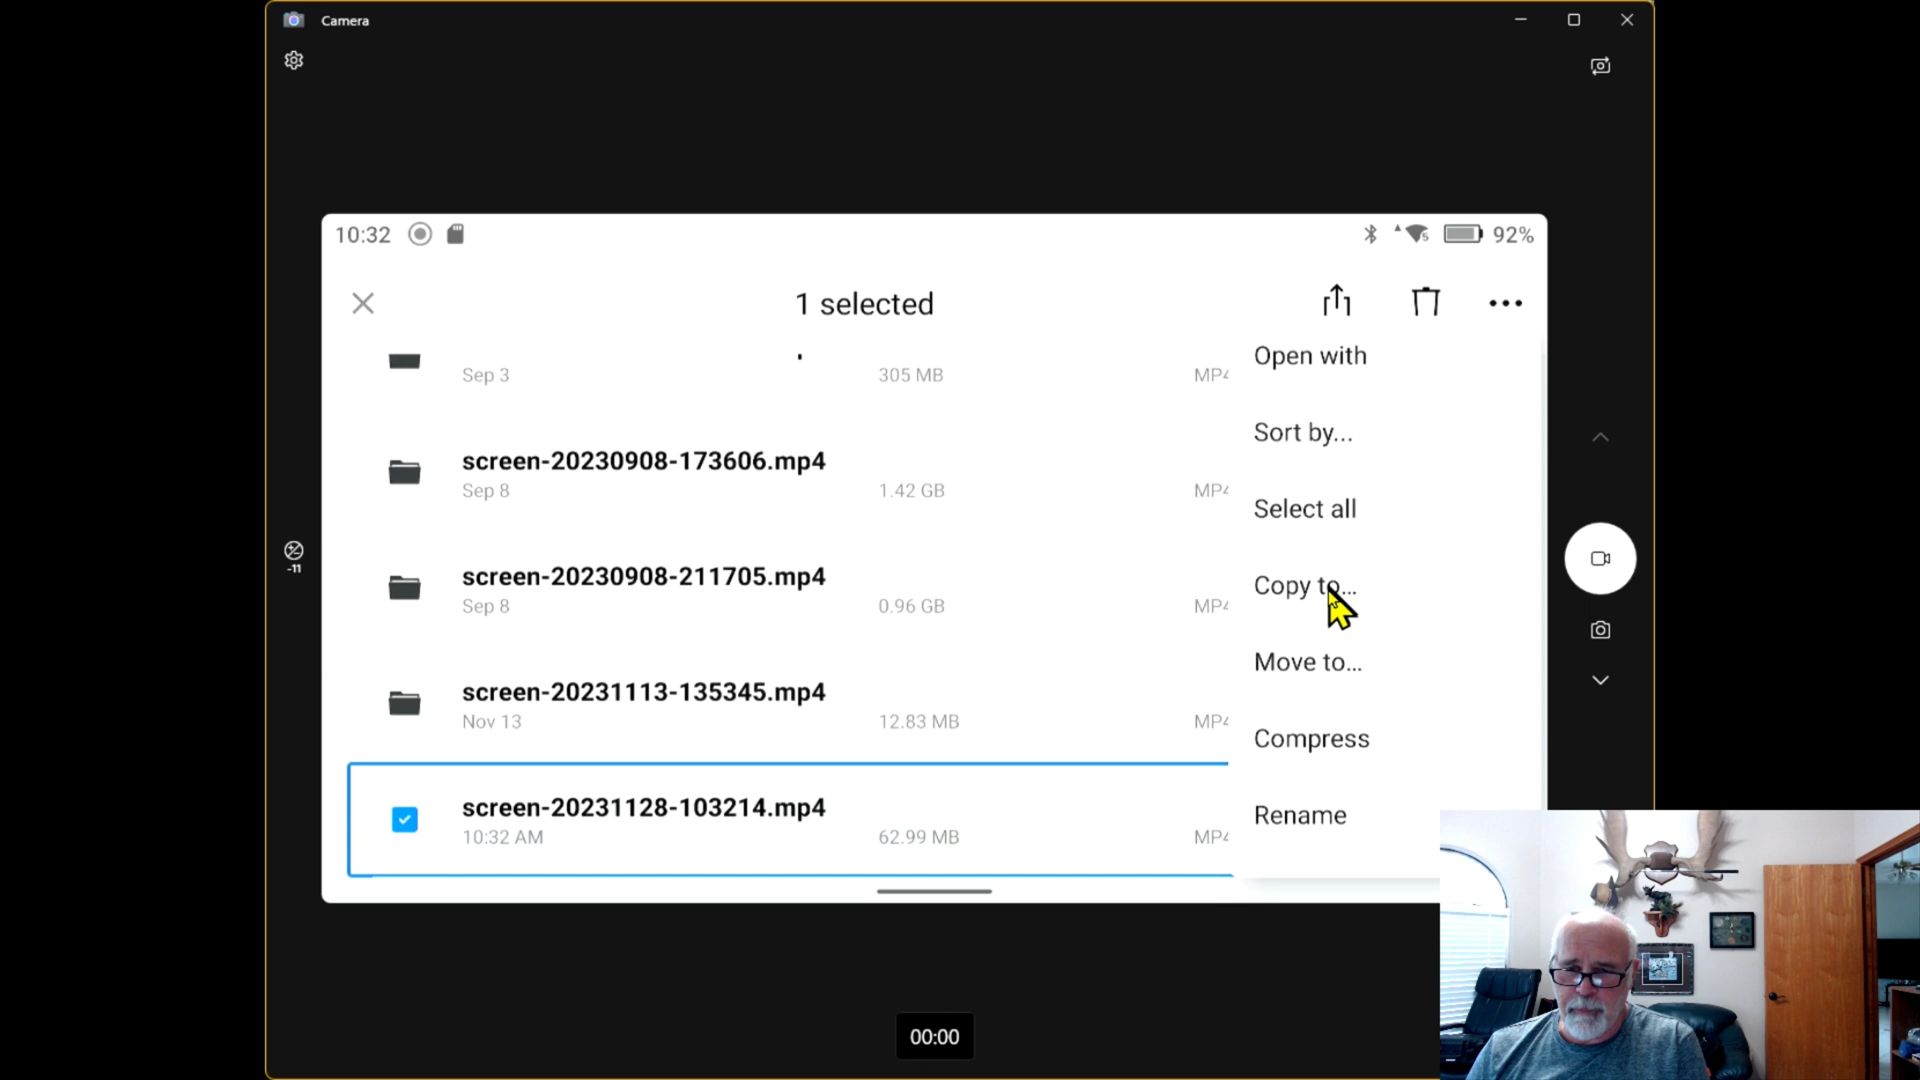 Camera
10:32
92%
1 selected
Sep 3
305 MB
MP4
Open with
Sort by...
screen-20230908-173606.mp4
Sep 8
1.42 GB
MP4
Select all
screen-20230908-211705.mp4
Sep 8
0.96 GB
MP4
Copy to...
-11
Move to...
screen-20231113-135345.mp4
Nov 13
12.83 MB
MP4
Compress
screen-20231128-103214.mp4
10:32 AM
62.99 MB
MP4
Rename
00:00